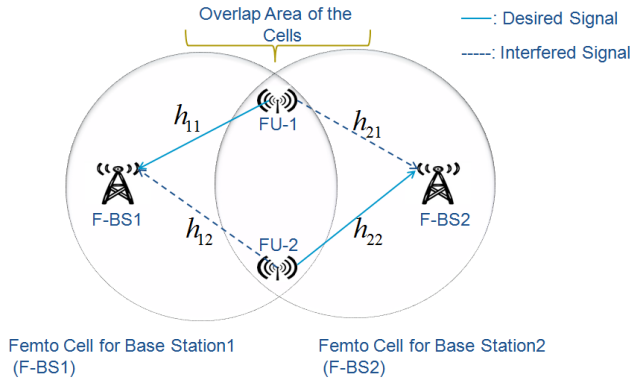 Overlap Area of the
Cells
: Desired Signal
: Interfered Signal
FU-1
h11
h21
F-BS1
F-BS2
h12
FU-2
h22
Femto Cell for Base Station1
(F-BS1)
Femto Cell for Base Station2
(F-BS2)